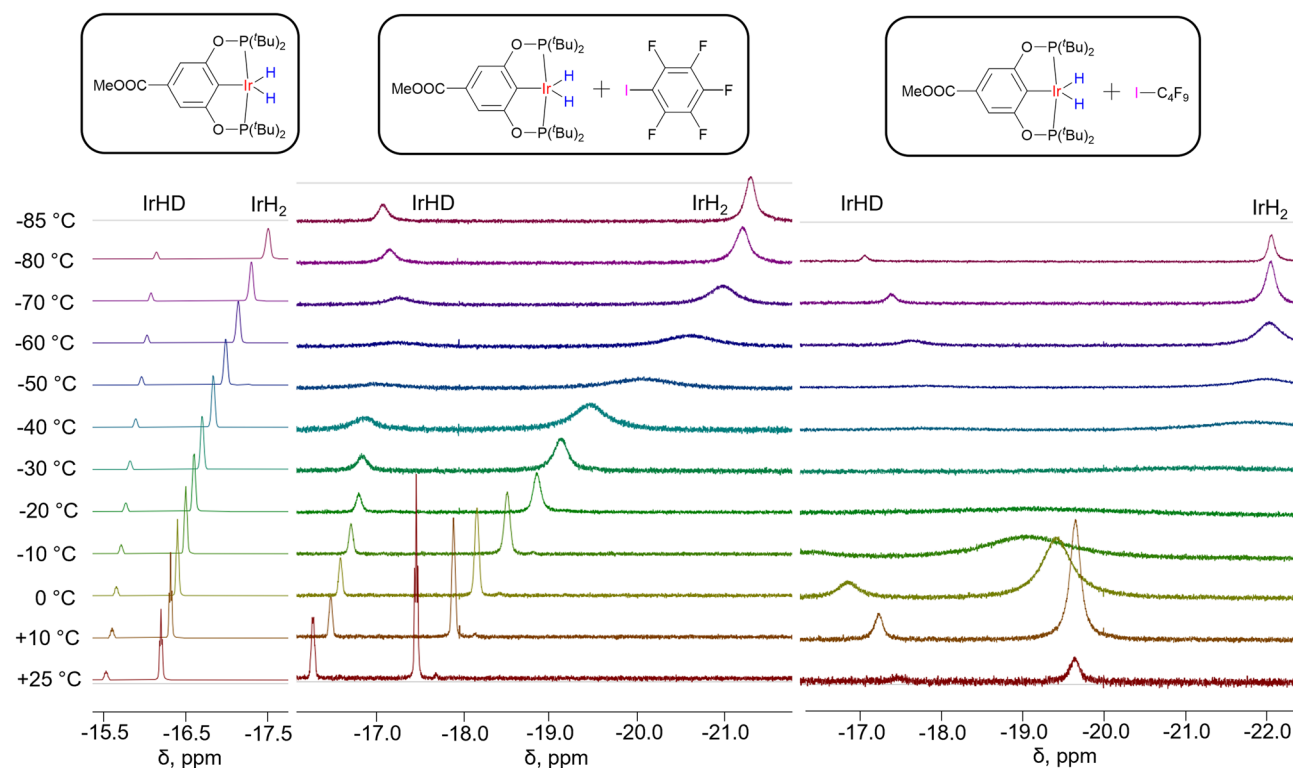 O—P(ᵗBu)₂
MeOOC
Ir
H
H
O—P(ᵗBu)₂
O—P(ᵗBu)₂
MeOOC
Ir
H
H
O—P(ᵗBu)₂
+
F
F
I
F
F
F
O—P(ᵗBu)₂
MeOOC
Ir
H
H
O—P(ᵗBu)₂
+
I—C₄F₉
IrHD
IrH₂
IrHD
IrH₂
IrHD
IrH₂
-85 °C
-80 °C
-70 °C
-60 °C
-50 °C
-40 °C
-30 °C
-20 °C
-10 °C
0 °C
+10 °C
+25 °C
-15.5 -16.5 -17.5
δ, ppm
-17.0 -18.0 -19.0 -20.0 -21.0
δ, ppm
-17.0 -18.0 -19.0 -20.0 -21.0 -22.0
δ, ppm